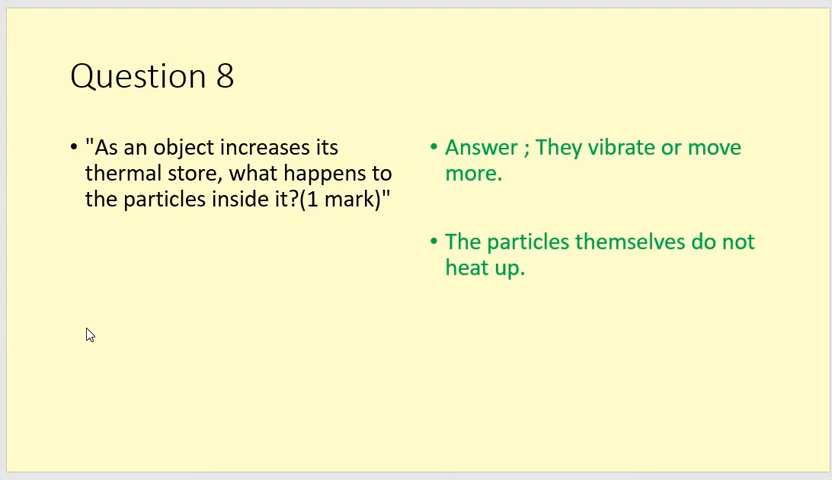 Question 8
• "As an object increases its
thermal store, what happens to
the particles inside it?(1 mark)"
• Answer ; They vibrate or move
more.
• The particles themselves do not
heat up.